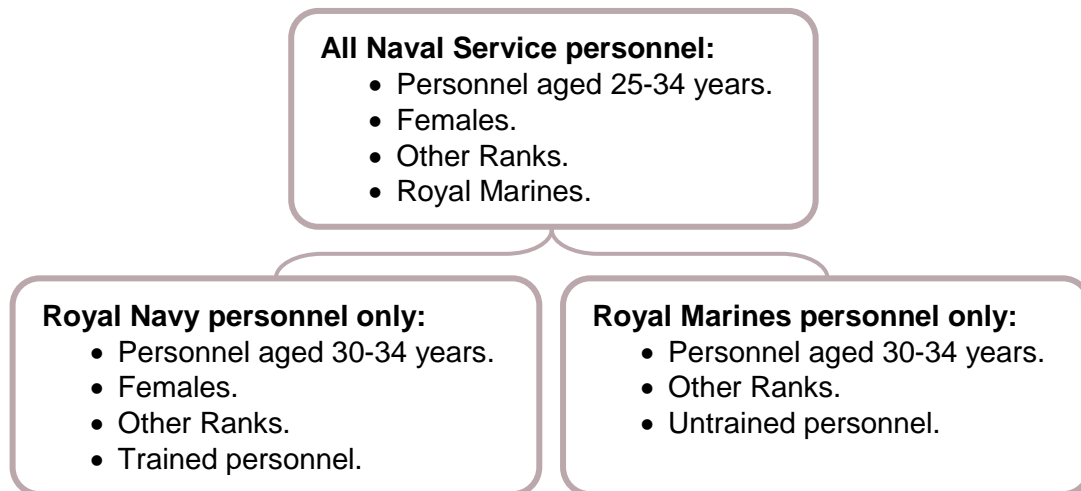 All Naval Service personnel:
• Personnel aged 25-34 years.
• Females.
• Other Ranks.
• Royal Marines.
Royal Navy personnel only:
• Personnel aged 30-34 years.
• Females.
• Other Ranks.
• Trained personnel.
Royal Marines personnel only:
• Personnel aged 30-34 years.
• Other Ranks.
• Untrained personnel.